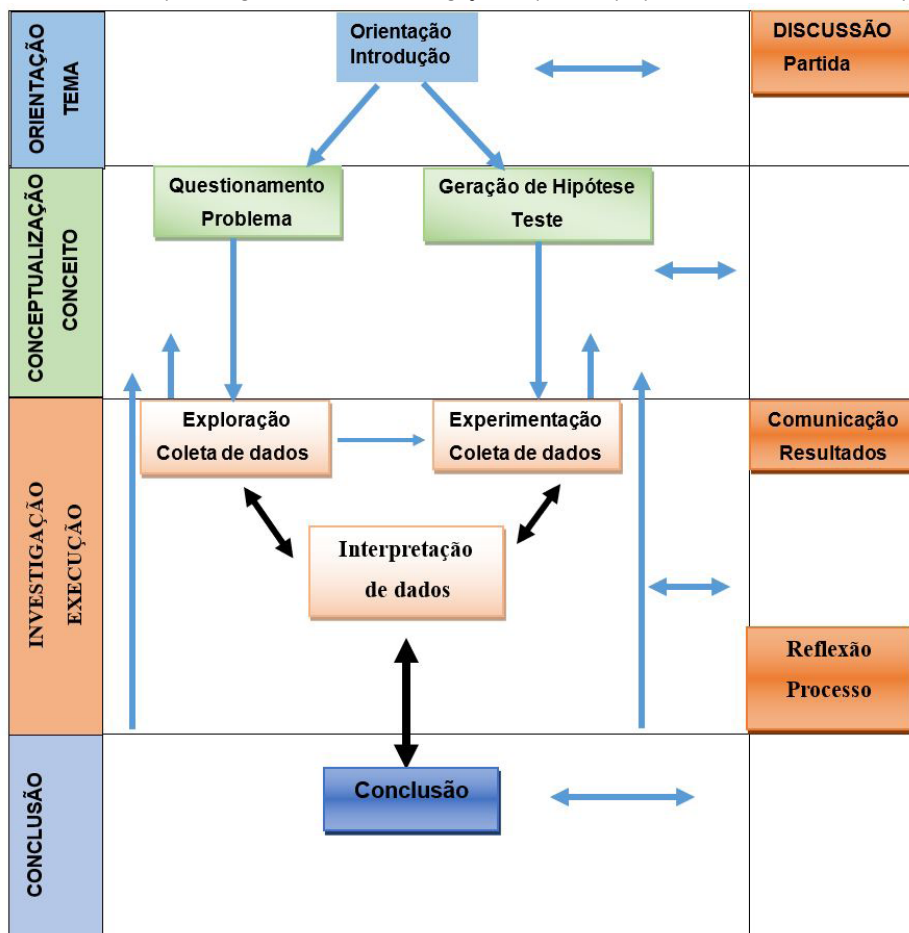 Orientação
Introdução
DISCUSSÃO
Partida
ORIENTAÇÃO
TEMA
Questionamento
Problema
Geração de Hipótese
Teste
CONCEPTUALIZAÇÃO
CONCEITO
Exploração
Coleta de dados
Experimentação
Coleta de dados
Comunicação
Resultados
INVESTIGAÇÃO
EXECUÇÃO
Interpretação
de dados
Reflexão
Processo
Conclusão
CONCLUSÃO